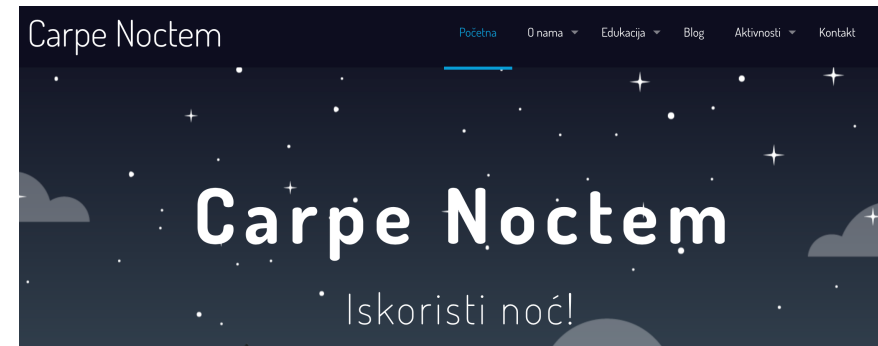 Carpe Noctem
Početna O nama Edukacija Blog Aktivnosti Kontakt
Carpe Noctem
Iskoristi noć!